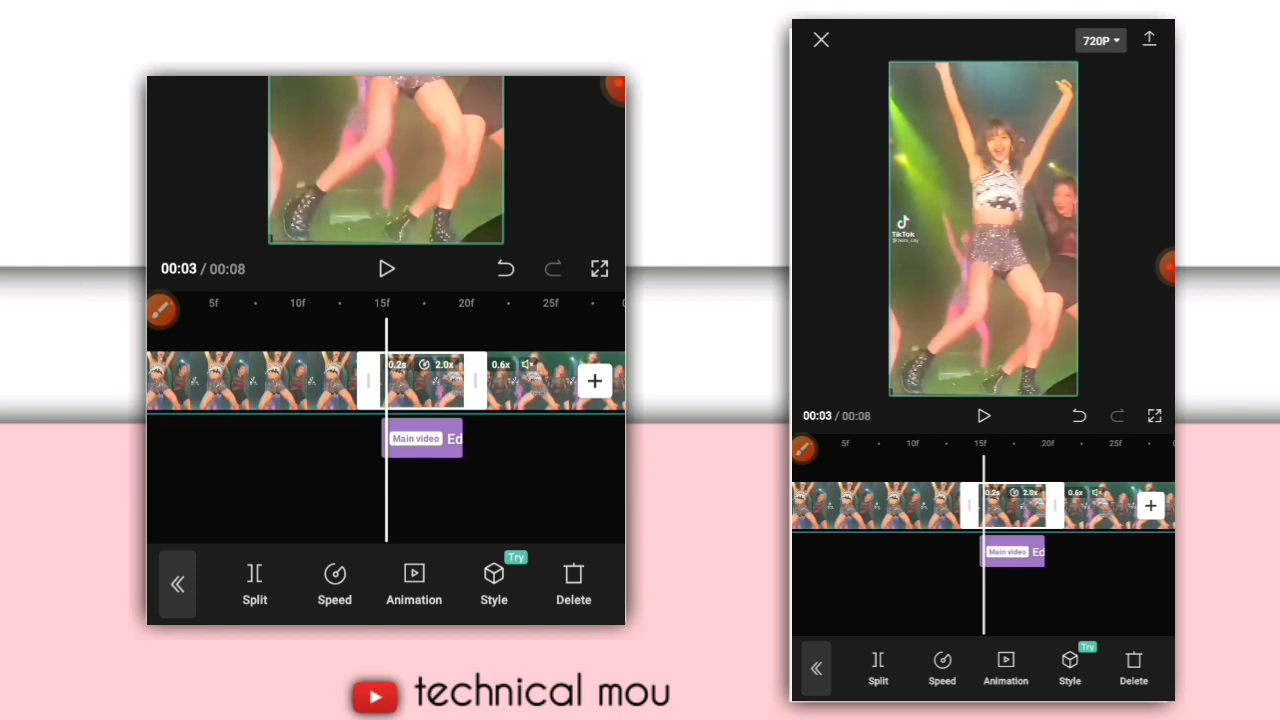 00:03 / 00:08
5f
10f
15f
20f
25f
0.2s
2.0x
0.6x
Main video
Ed
Try
Split
Speed
Animation
Style
Delete
720P
TikTok
00:03 / 00:08
5f
10f
15f
20f
25f
0.2s
2.0x
0.6x
Main video
Ed
Try
Split
Speed
Animation
Style
Delete
technical mou